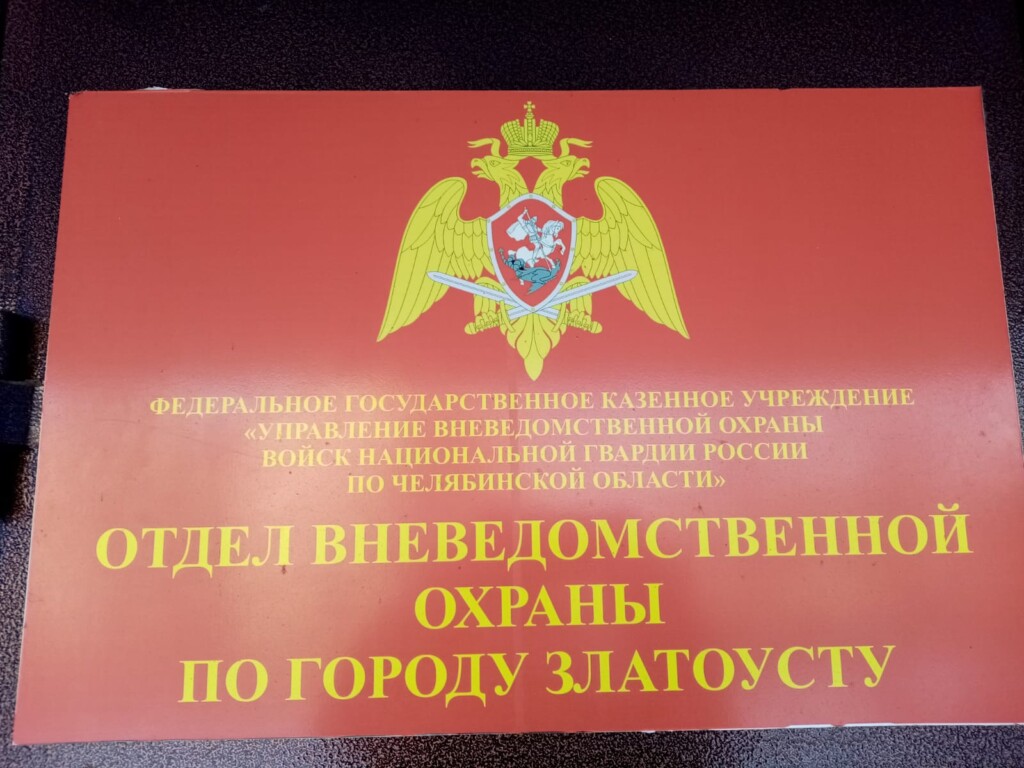 ФЕДЕРАЛЬНОЕ ГОСУДАРСТВЕННОЕ КАЗЕННОЕ УЧРЕЖДЕНИЕ
«УПРАВЛЕНИЕ ВНЕВЕДОМСТВЕННОЙ ОХРАНЫ
ВОЙСК НАЦИОНАЛЬНОЙ ГВАРДИИ РОССИИ
ПО ЧЕЛЯБИНСКОЙ ОБЛАСТИ»
ОТДЕЛ ВНЕВЕДОМСТВЕННОЙ
ОХРАНЫ
ПО ГОРОДУ ЗЛАТОУСТУ